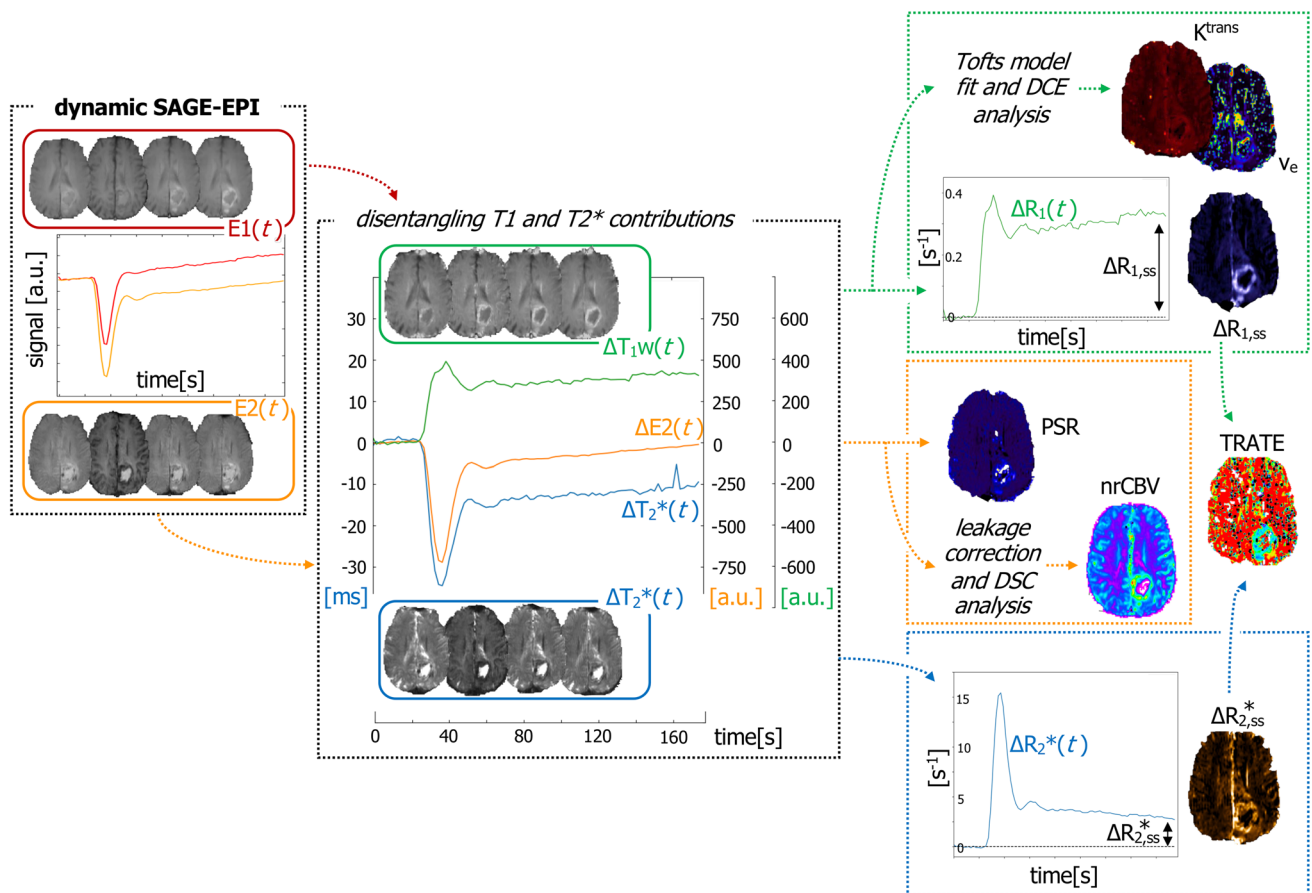 dynamic SAGE-EPI
E1(t)
signal [a.u.]
time[s]
E2(t)
disentangling T1 and T2* contributions
ΔT₁w(t)
30
20
10
0
-10
-20
-30
[ms]
750
500
250
0
-250
-500
-750
[a.u.]
600
400
200
0
-200
-400
-600
[a.u.]
ΔE2(t)
ΔT₂*(t)
ΔT₂*(t)
0
40
80
120
160
time[s]
Tofts model
fit and DCE
analysis
Kᵗʳᵃⁿˢ
vₑ
[s⁻¹]
0.4
0.2
0
ΔR₁(t)
ΔR₁,ss
time[s]
ΔR₁,ss
PSR
nrCBV
leakage
correction
and DSC
analysis
TRATE
[s⁻¹]
15
10
5
0
ΔR₂*(t)
ΔR₂,ss*
time[s]
ΔR₂,ss*